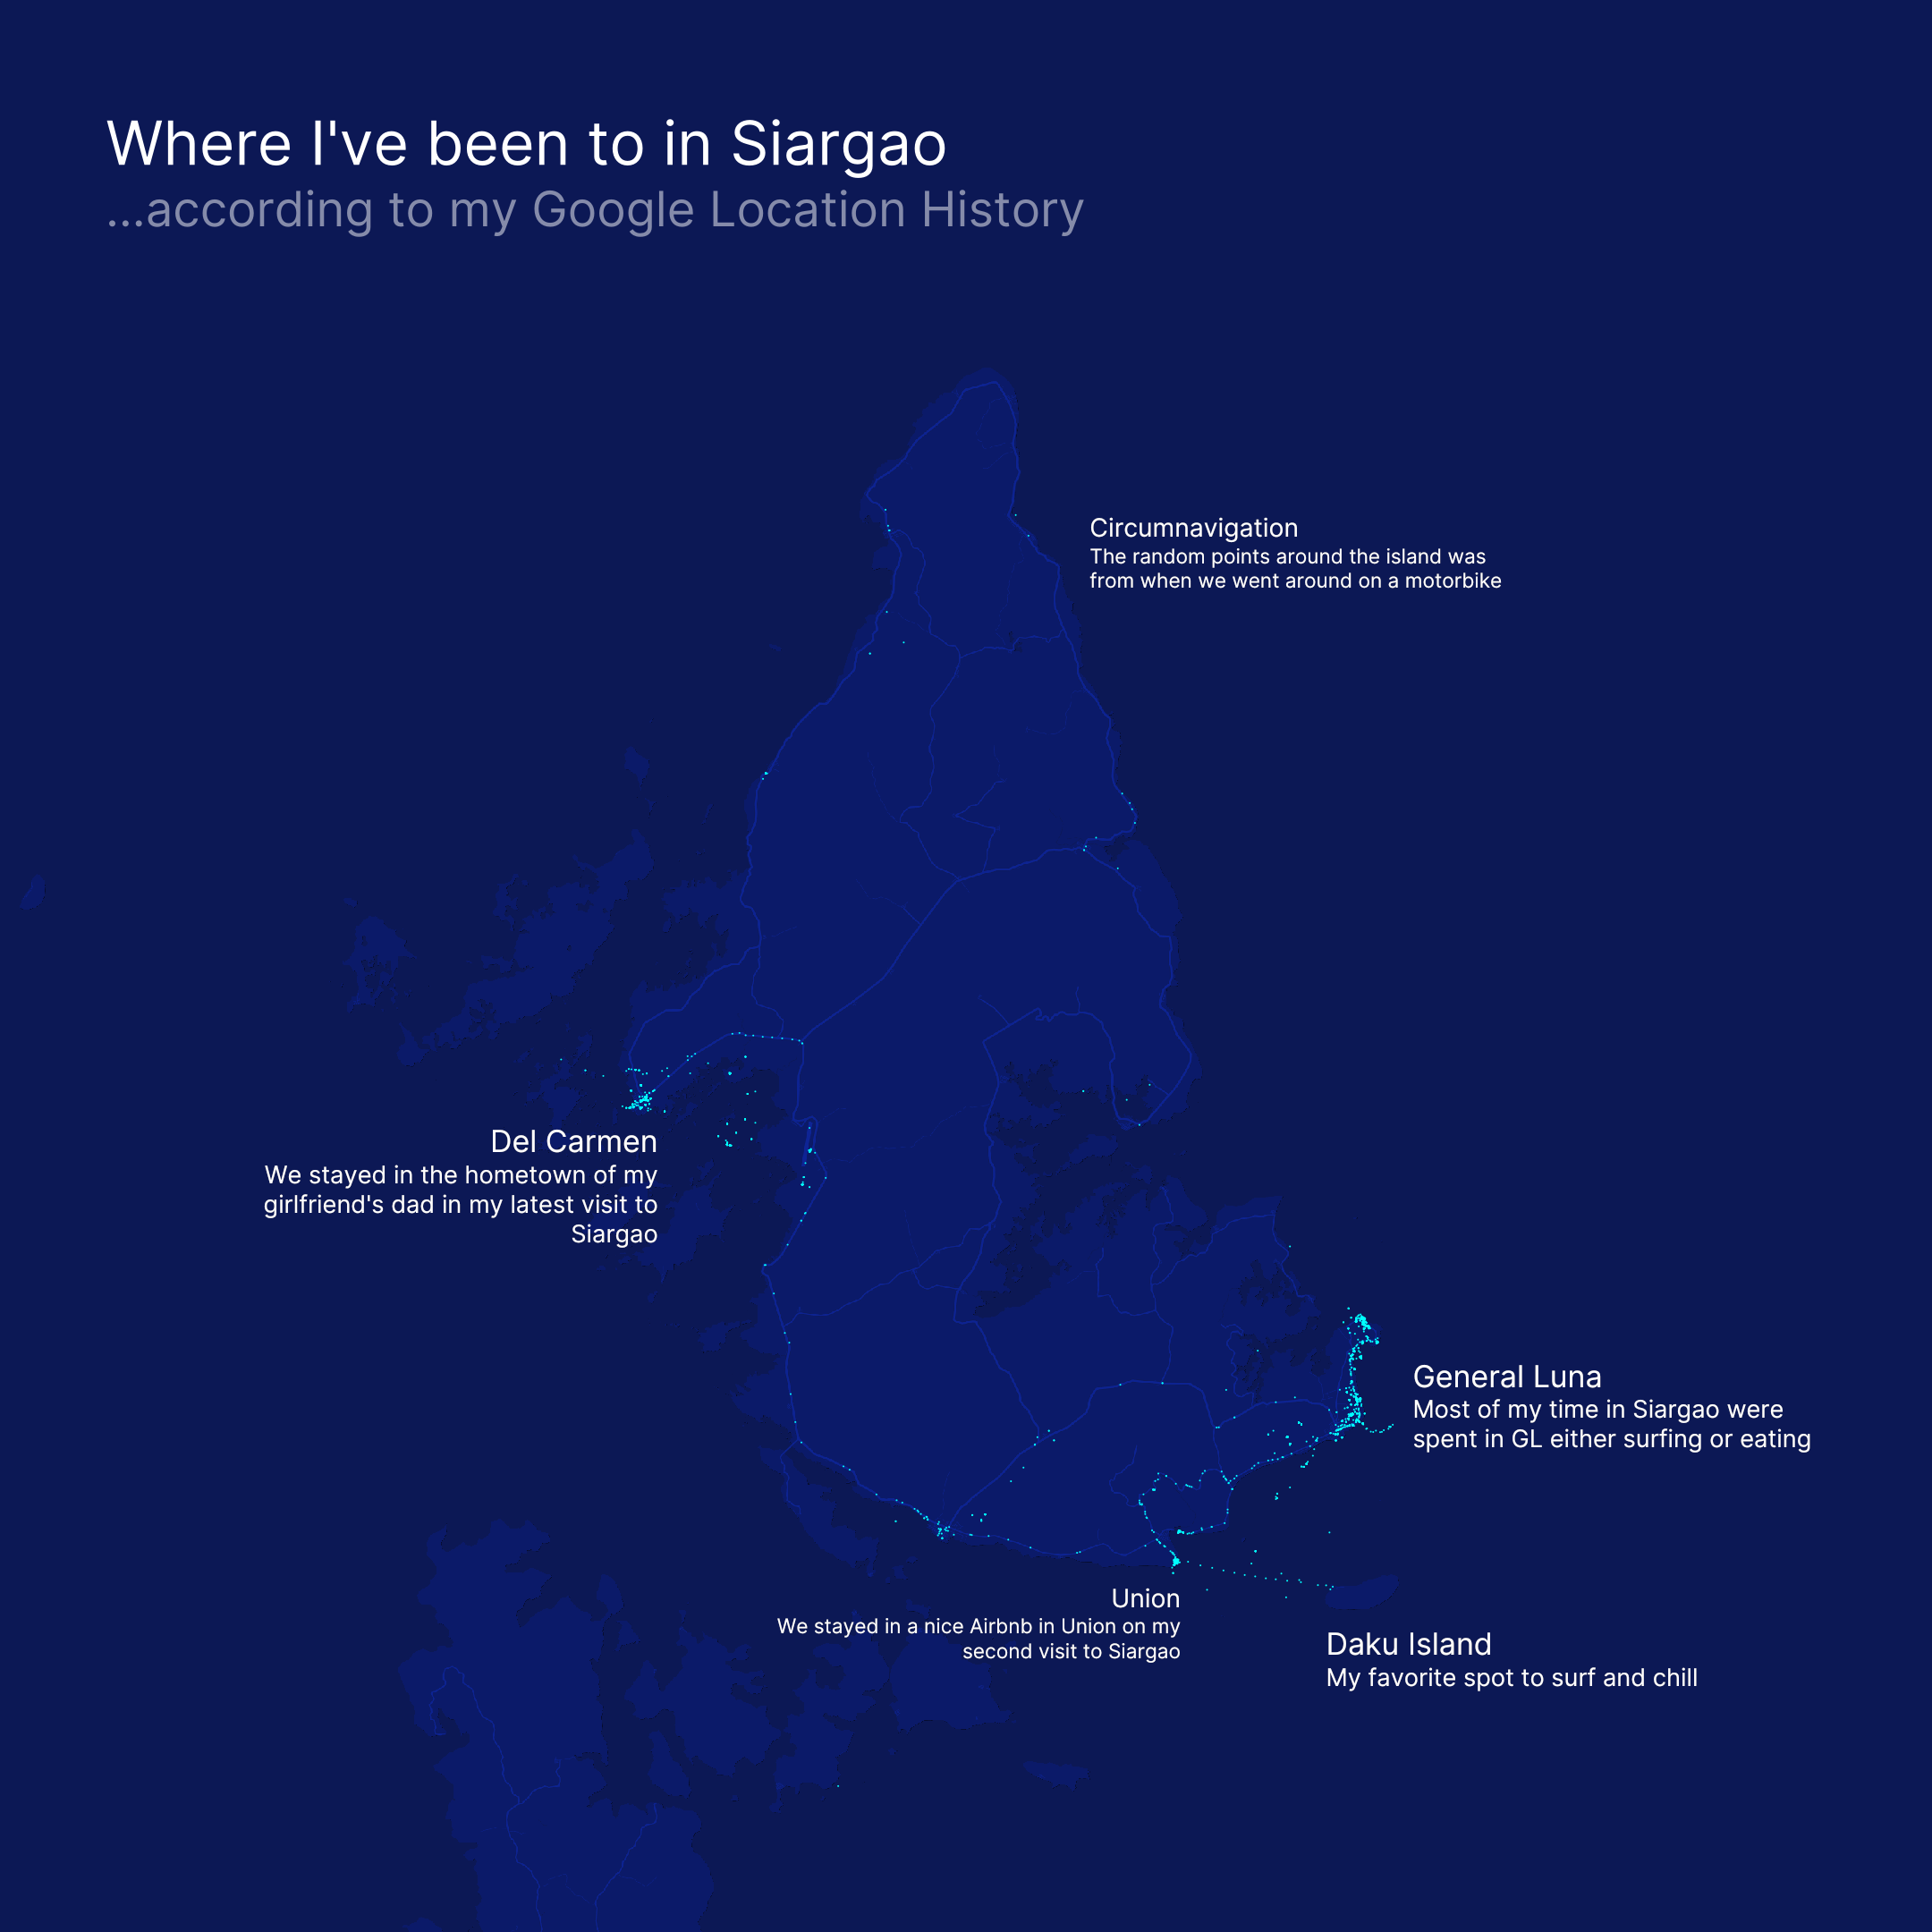 Where I've been to in Siargao
...according to my Google Location History
Circumnavigation
The random points around the island was
from when we went around on a motorbike
Del Carmen
We stayed in the hometown of my
girlfriend's dad in my latest visit to
Siargao
General Luna
Most of my time in Siargao were
spent in GL either surfing or eating
Union
We stayed in a nice Airbnb in Union on my
second visit to Siargao
Daku Island
My favorite spot to surf and chill